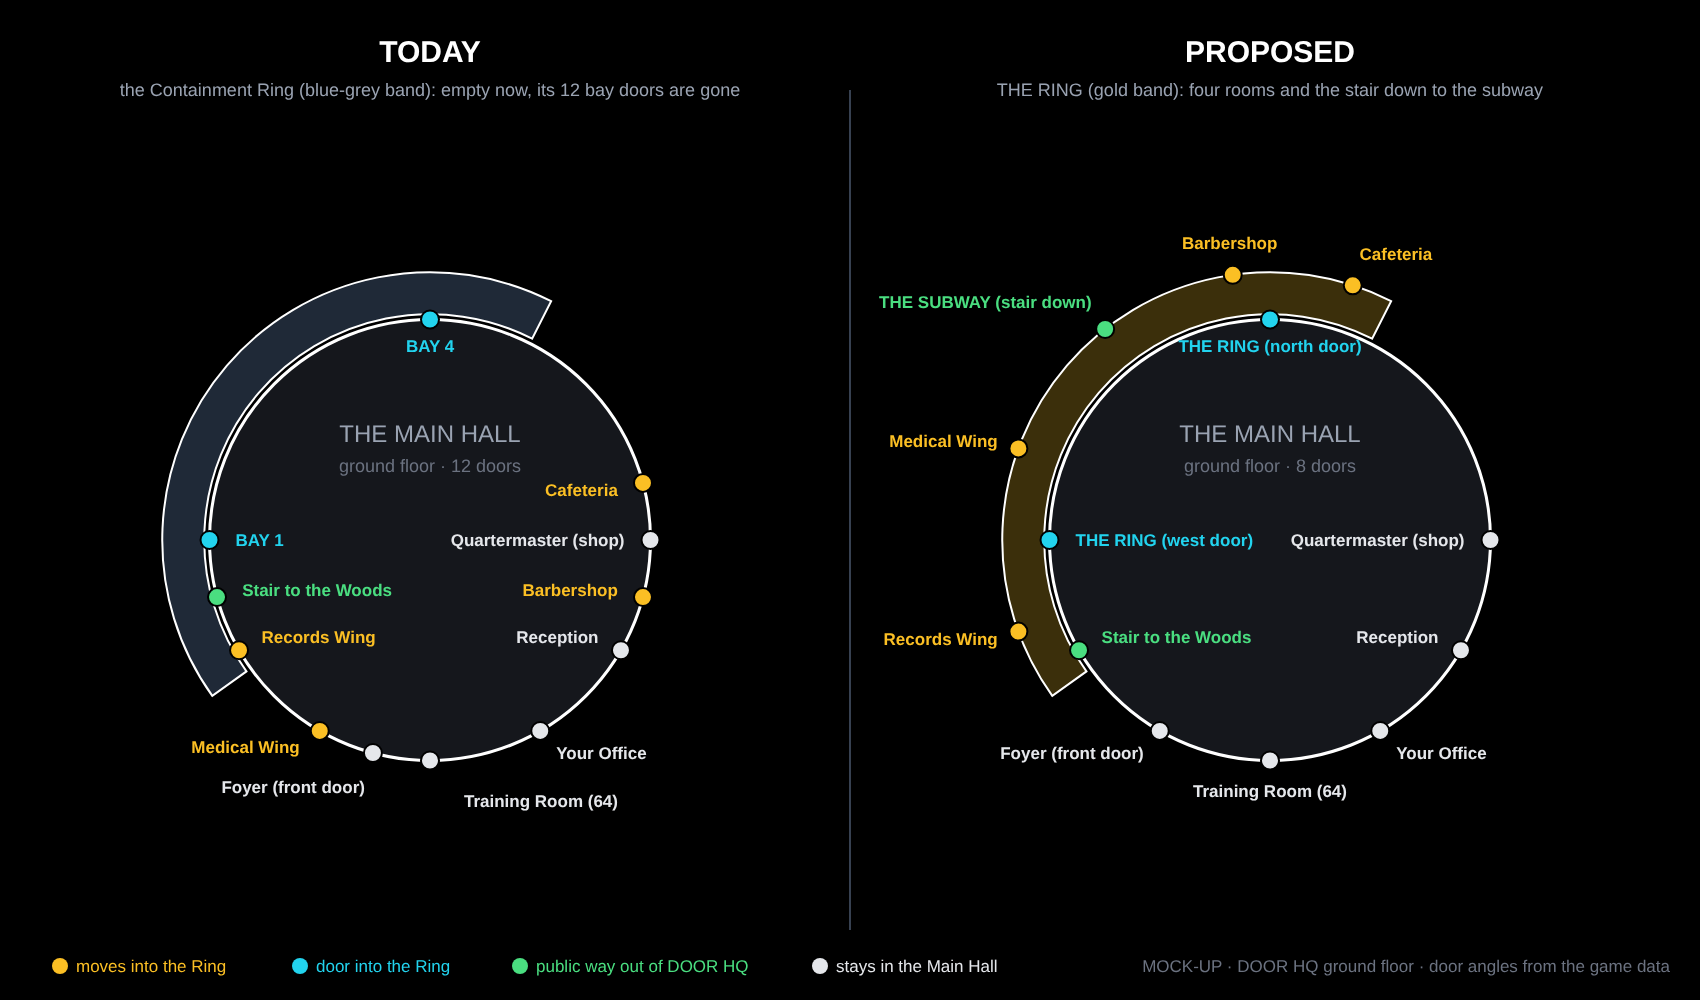 TODAY
the Containment Ring (blue-grey band): empty now, its 12 bay doors are gone
BAY 4
THE MAIN HALL
ground floor · 12 doors
Cafeteria
BAY 1
Quartermaster (shop)
Stair to the Woods
Barbershop
Records Wing
Reception
Medical Wing
Your Office
Foyer (front door)
Training Room (64)
PROPOSED
THE RING (gold band): four rooms and the stair down to the subway
Barbershop
Cafeteria
THE SUBWAY (stair down)
THE RING (north door)
Medical Wing
THE MAIN HALL
ground floor · 8 doors
THE RING (west door)
Quartermaster (shop)
Records Wing
Stair to the Woods
Reception
Foyer (front door)
Your Office
Training Room (64)
moves into the Ring
door into the Ring
public way out of DOOR HQ
stays in the Main Hall
MOCK-UP · DOOR HQ ground floor · door angles from the game data